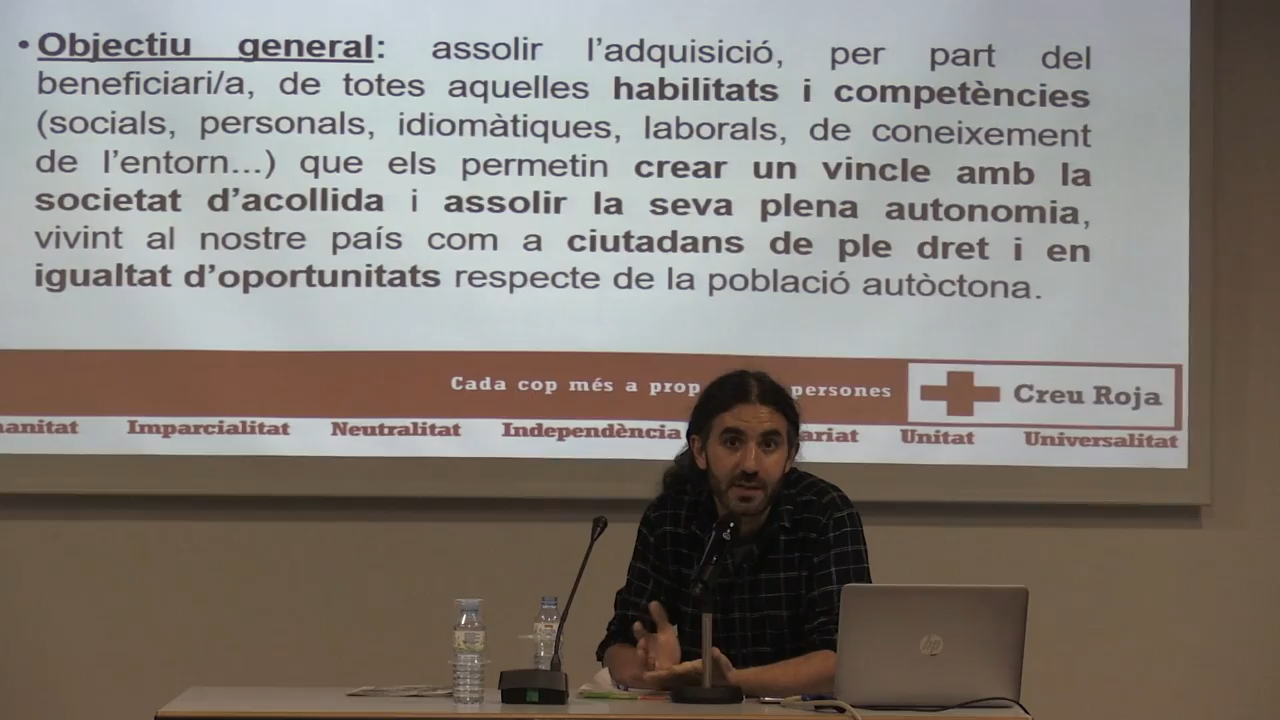 • Objectiu general: assolir l'adquisició, per part del
beneficiari/a, de totes aquelles habilitats i competències
(socials, personals, idiomàtiques, laborals, de coneixement
de l'entorn...) que els permetin crear un vincle amb la
societat d'acollida i assolir la seva plena autonomia,
vivint al nostre país com a ciutadans de ple dret i en
igualtat d'oportunitats respecte de la població autòctona.
Cada cop més a prop persones
Creu Roja
anitat Imparcialitat Neutralitat Independència ariat Unitat Universalitat
hp